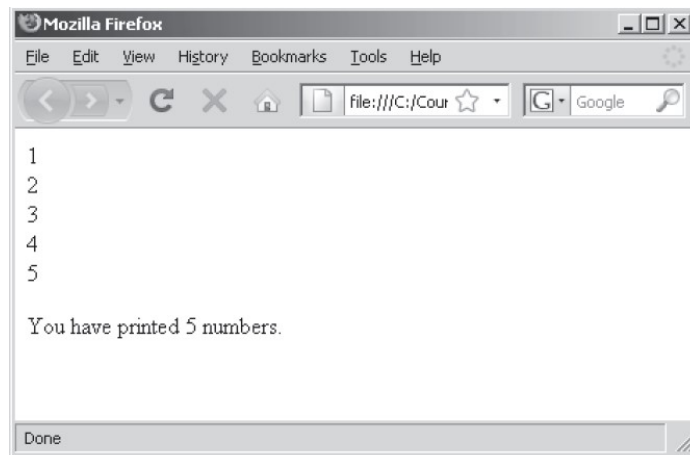 Mozilla Firefox
File Edit View History Bookmarks Tools Help
file:///C:/Cour G Google
1
2
3
4
5
You have printed 5 numbers.
Done